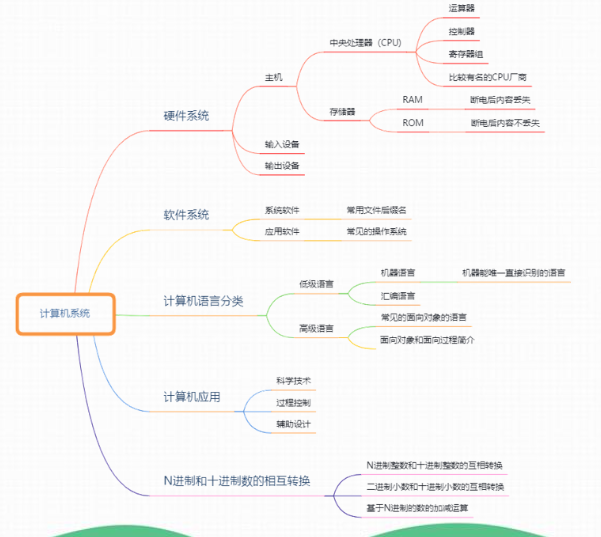 计算机系统
硬件系统
主机
中央处理器（CPU)
运算器
控制器
寄存器组
比较有名的CPU厂商
存储器
RAM
断电后内容丢失
ROM
断电后内容不丢失
输入设备
输出设备
软件系统
系统软件
常用文件后缀名
应用软件
常见的操作系统
计算机语言分类
低级语言
机器语言
机器能唯一直接识别的语言
汇编语言
高级语言
常见的面向对象的语言
面向对象和面向过程简介
计算机应用
科学技术
过程控制
辅助设计
N进制和十进制数的相互转换
N进制整数和十进制整数的互相转换
二进制小数和十进制小数的互相转换
基于N进制的数的加减运算